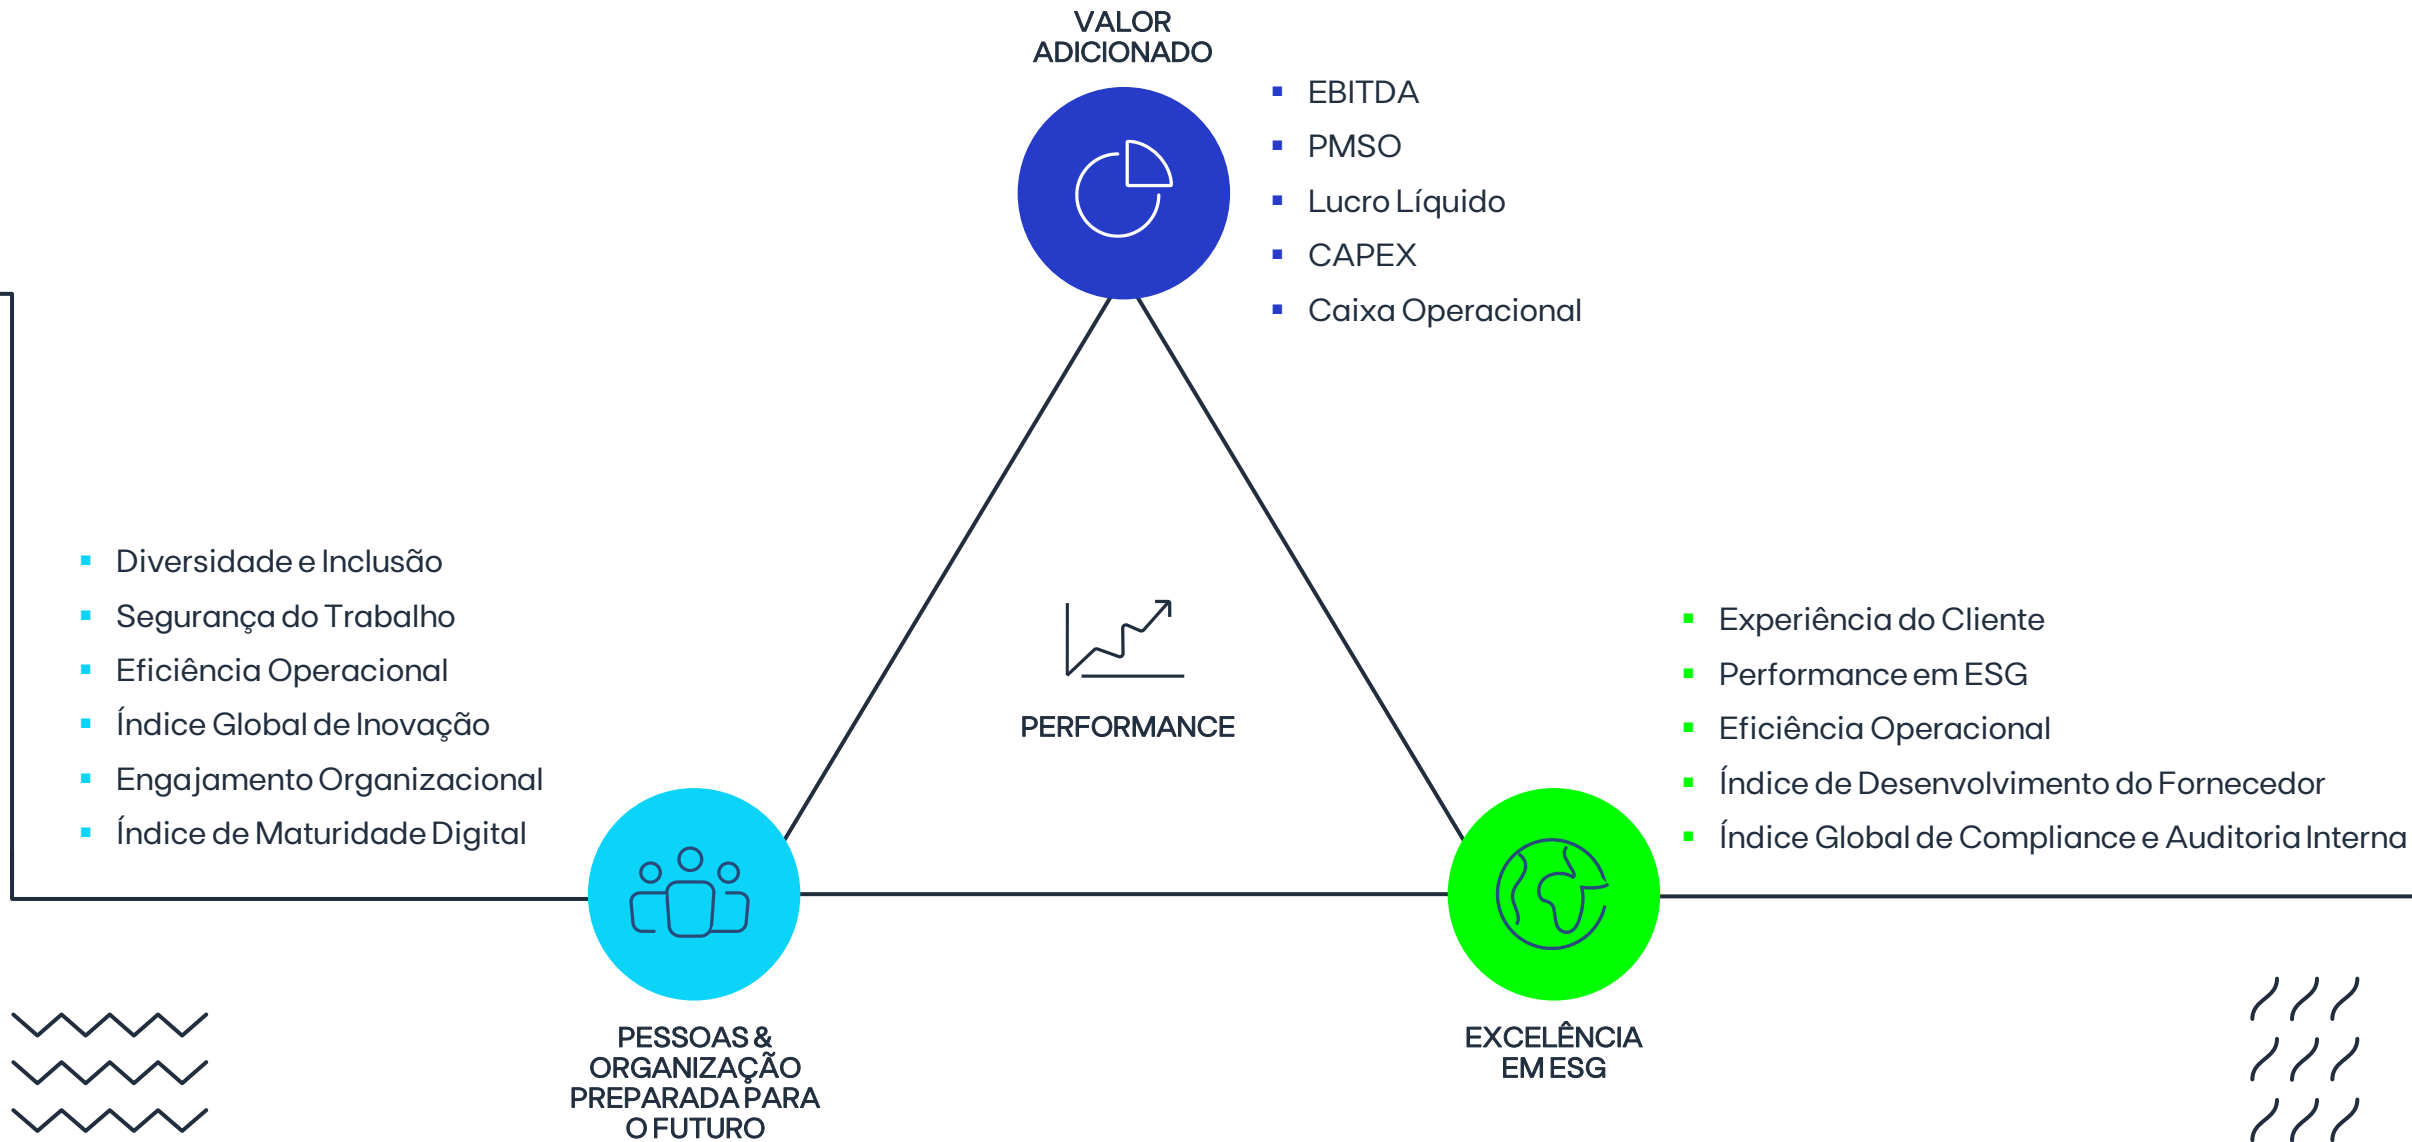 VALOR
ADICIONADO
EBITDA
PMSO
Lucro Líquido
CAPEX
Caixa Operacional
Diversidade e Inclusão
Segurança do Trabalho
Eficiência Operacional
Índice Global de Inovação
Engajamento Organizacional
Índice de Maturidade Digital
PERFORMANCE
Experiência do Cliente
Performance em ESG
Eficiência Operacional
Índice de Desenvolvimento do Fornecedor
Índice Global de Compliance e Auditoria Interna
PESSOAS &
ORGANIZAÇÃO
PREPARADA PARA
O FUTURO
EXCELÊNCIA
EM ESG